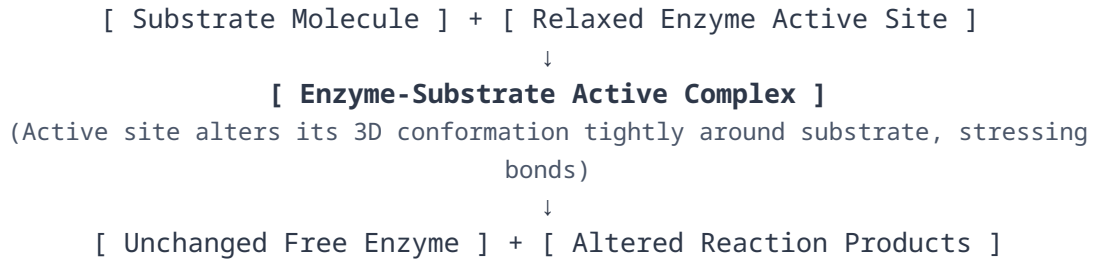 [ Substrate Molecule ] + [ Relaxed Enzyme Active Site ]
↓
[ Enzyme-Substrate Active Complex ]
(Active site alters its 3D conformation tightly around substrate, stressing
bonds)
↓
[ Unchanged Free Enzyme ] + [ Altered Reaction Products ]